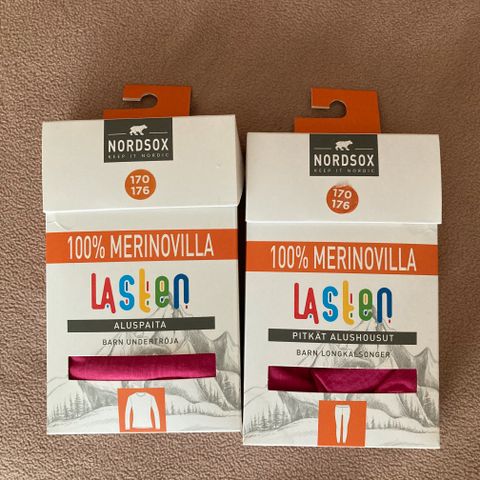 NORDSOX
KEEP IT NORDIC
170
176
100% MERINOVILLA
LASten
ALUSPAITA
BARN UNDERTRÖJA
NORDSOX
KEEP IT NORDIC
170
176
100% MERINOVILLA
LASten
PITKÄT ALUSHOUSUT
BARN LÅNGKALSONGER